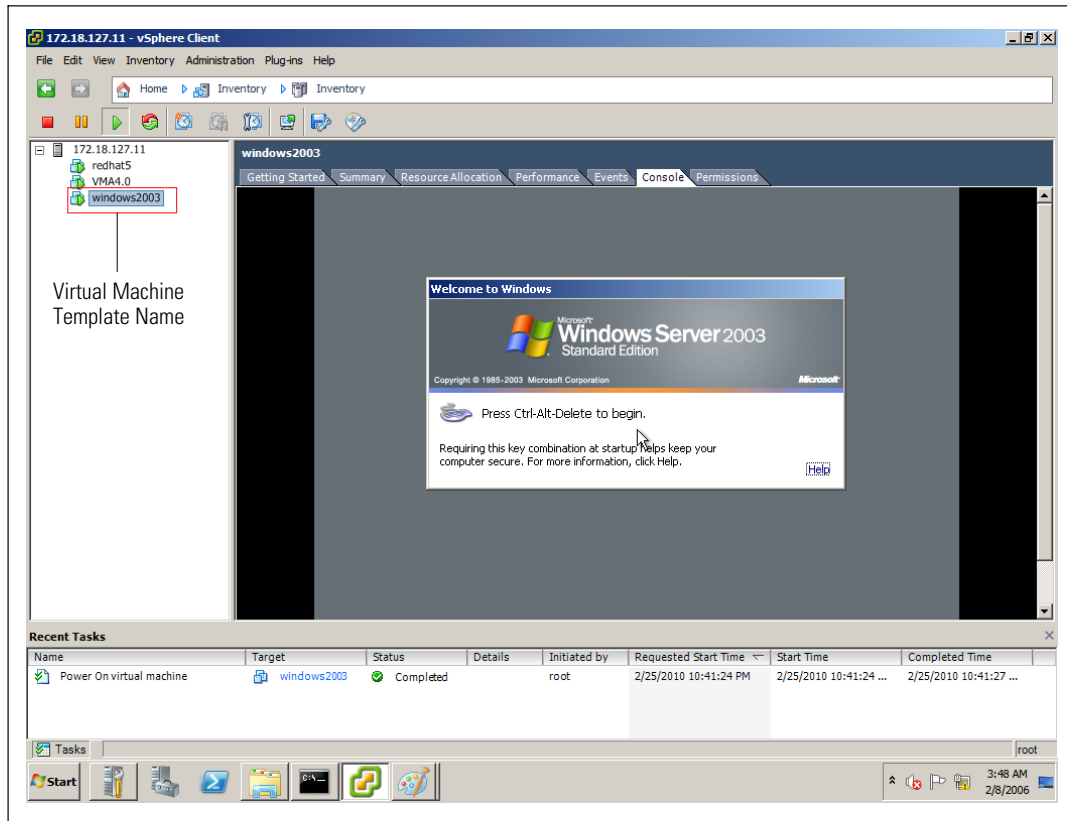 172.18.127.11 - vSphere Client
File Edit View Inventory Administration Plug-ins Help
Home Inventory Inventory
172.18.127.11
redhat5
VMA4.0
windows2003
Virtual Machine
Template Name
windows2003
Getting Started Summary Resource Allocation Performance Events Console Permissions
Welcome to Windows
Microsoft
Windows Server 2003
Standard Edition
Copyright © 1985-2003 Microsoft Corporation Microsoft
Press Ctrl-Alt-Delete to begin.
Requiring this key combination at startup helps keep your
computer secure. For more information, click Help.
Help
Recent Tasks
Name Target Status Details Initiated by Requested Start Time Start Time Completed Time
Power On virtual machine windows2003 Completed root 2/25/2010 10:41:24 PM 2/25/2010 10:41:24 ... 2/25/2010 10:41:27 ...
Tasks root
Start C:\ 3:48 AM
2/8/2006